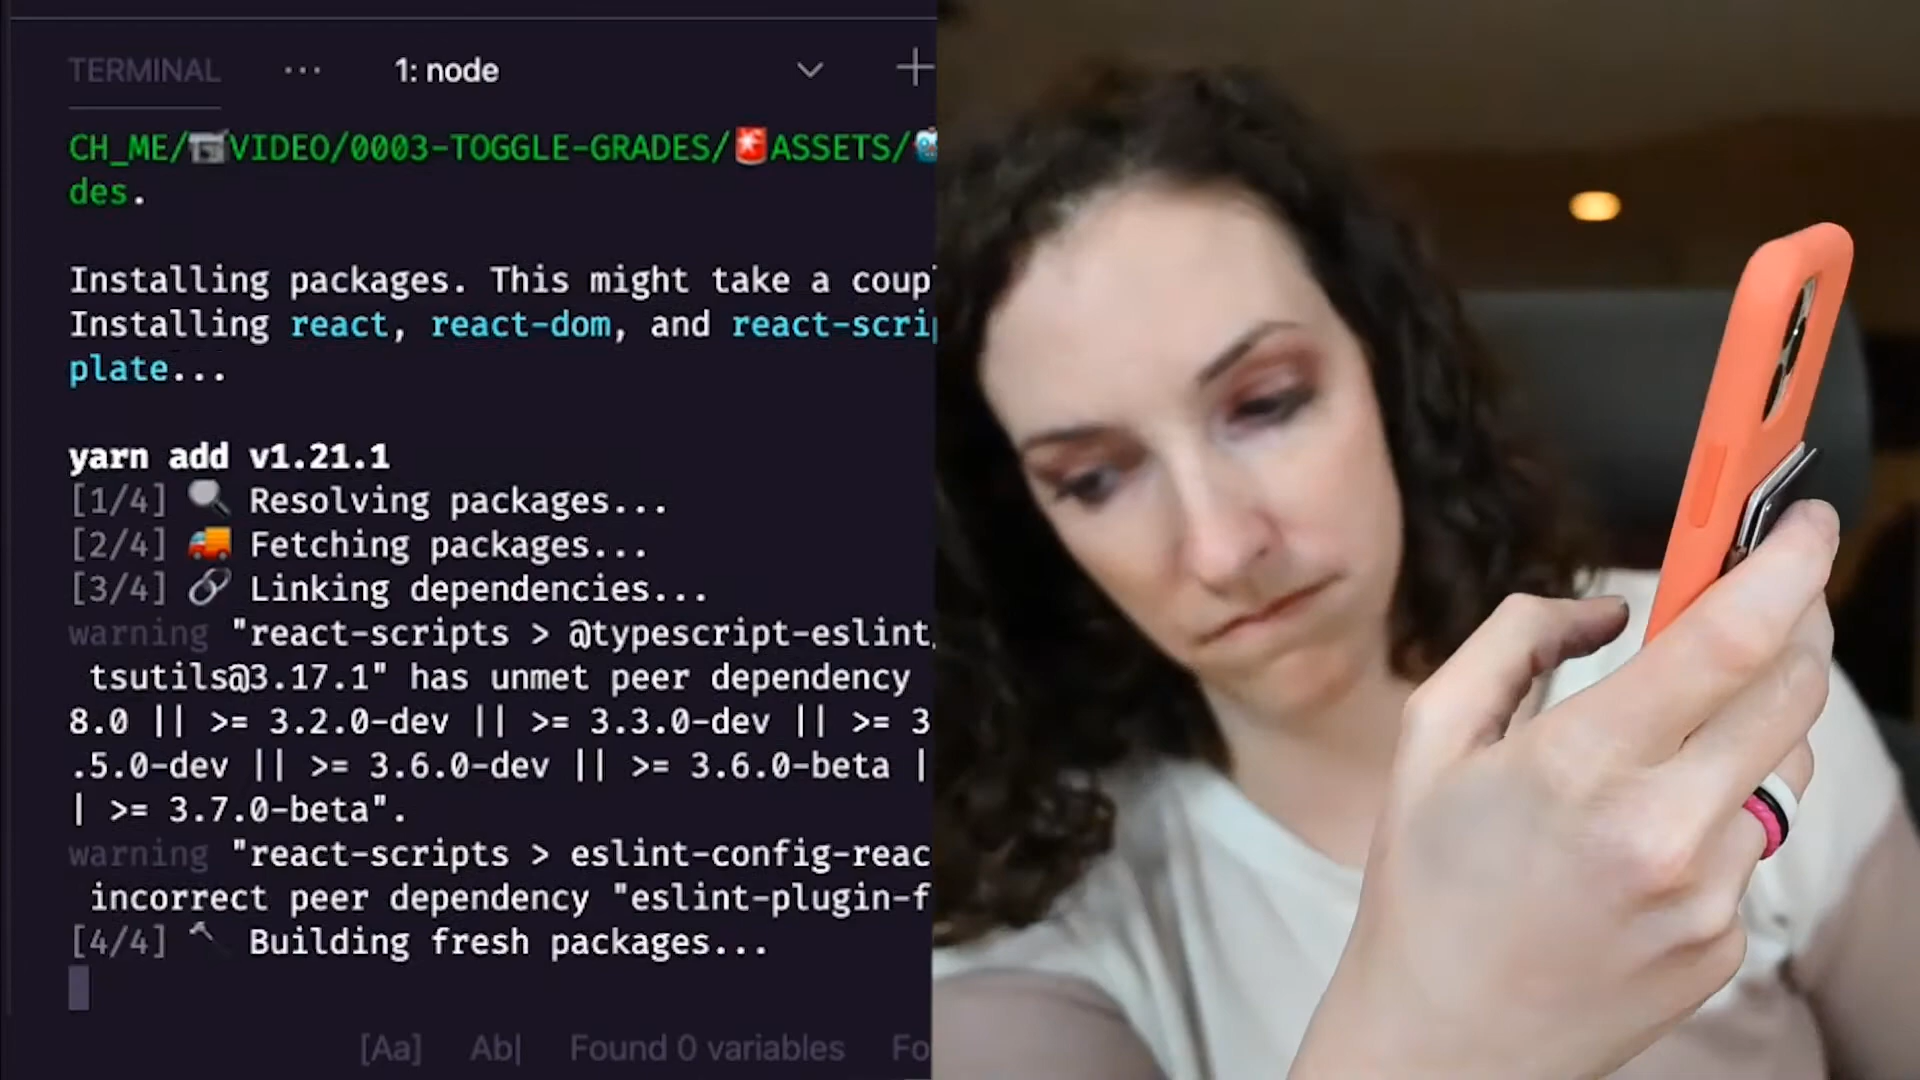 TERMINAL ... 1: node
CH_ME/📹VIDEO/0003-TOGGLE-GRADES/🚨ASSETS/🤖
des.
Installing packages. This might take a coup
Installing react, react-dom, and react-scrip
plate...
yarn add v1.21.1
[1/4] 🔍 Resolving packages...
[2/4] 🚚 Fetching packages...
[3/4] 🔗 Linking dependencies...
warning "react-scripts > @typescript-eslint/
tsutils@3.17.1" has unmet peer dependency
8.0 || >= 3.2.0-dev || >= 3.3.0-dev || >= 3
.5.0-dev || >= 3.6.0-dev || >= 3.6.0-beta |
| >= 3.7.0-beta".
warning "react-scripts > eslint-config-reac
incorrect peer dependency "eslint-plugin-f
[4/4] 🔨 Building fresh packages...
[Aa] Ab| Found 0 variables Fo